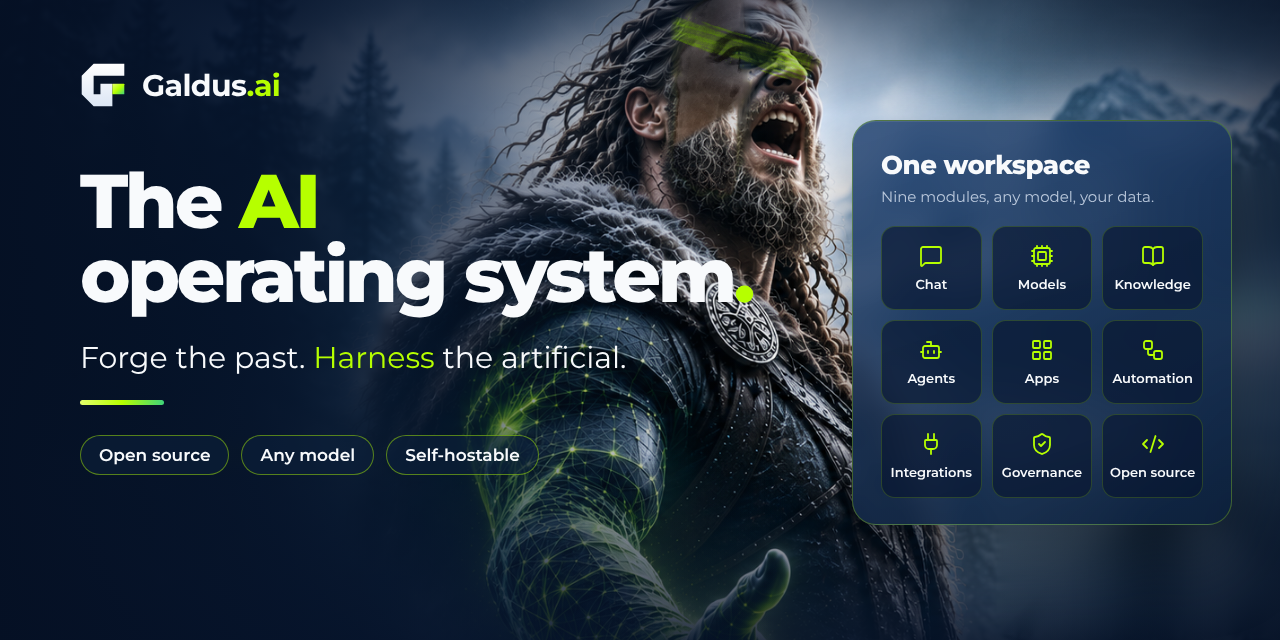 Galdus.ai
The AI
operating system.
Forge the past. Harness the artificial.
Open source
Any model
Self-hostable
One workspace
Nine modules, any model, your data.
Chat
Models
Knowledge
Agents
Apps
Automation
Integrations
Governance
Open source